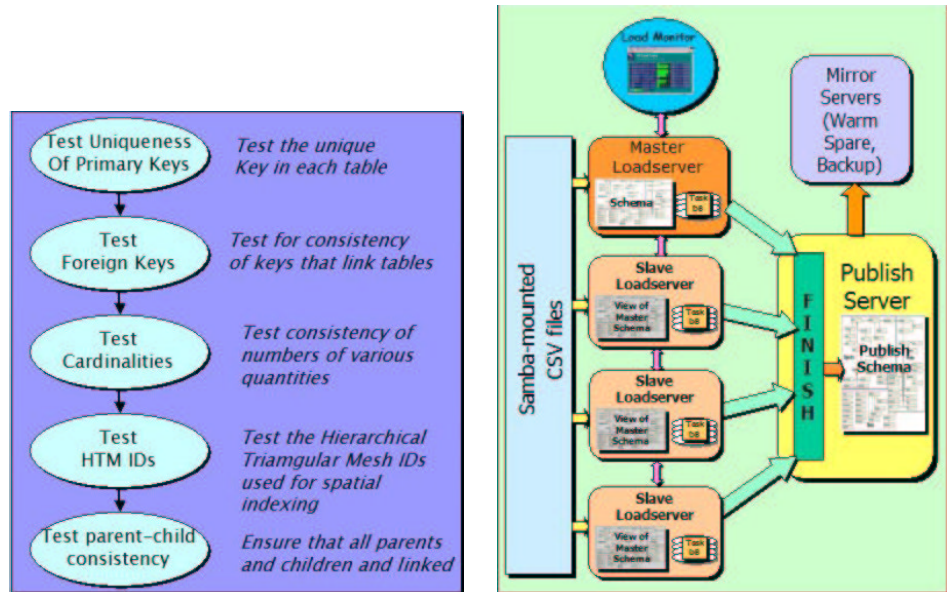 Test Uniqueness
Of Primary Keys
Test the unique
Key in each table
Test
Foreign Keys
Test for consistency
of keys that link tables
Test
Cardinalities
Test consistency of
numbers of various
quantities
Test
HTM IDs
Test the Hierarchical
Triamgular Mesh IDs
used for spatial
indexing
Test parent-child
consistency
Ensure that all parents
and children and linked
Load Monitor
Samba-mounted
CSV files
Master
Loadserver
Schema
Task
DB
Slave
Loadserver
View of
Master
Schema
Task
DB
Slave
Loadserver
View of
Master
Schema
Task
DB
Slave
Loadserver
View of
Master
Schema
Task
DB
FINISH
Mirror
Servers
(Warm
Spare,
Backup)
Publish
Server
Publish
Schema